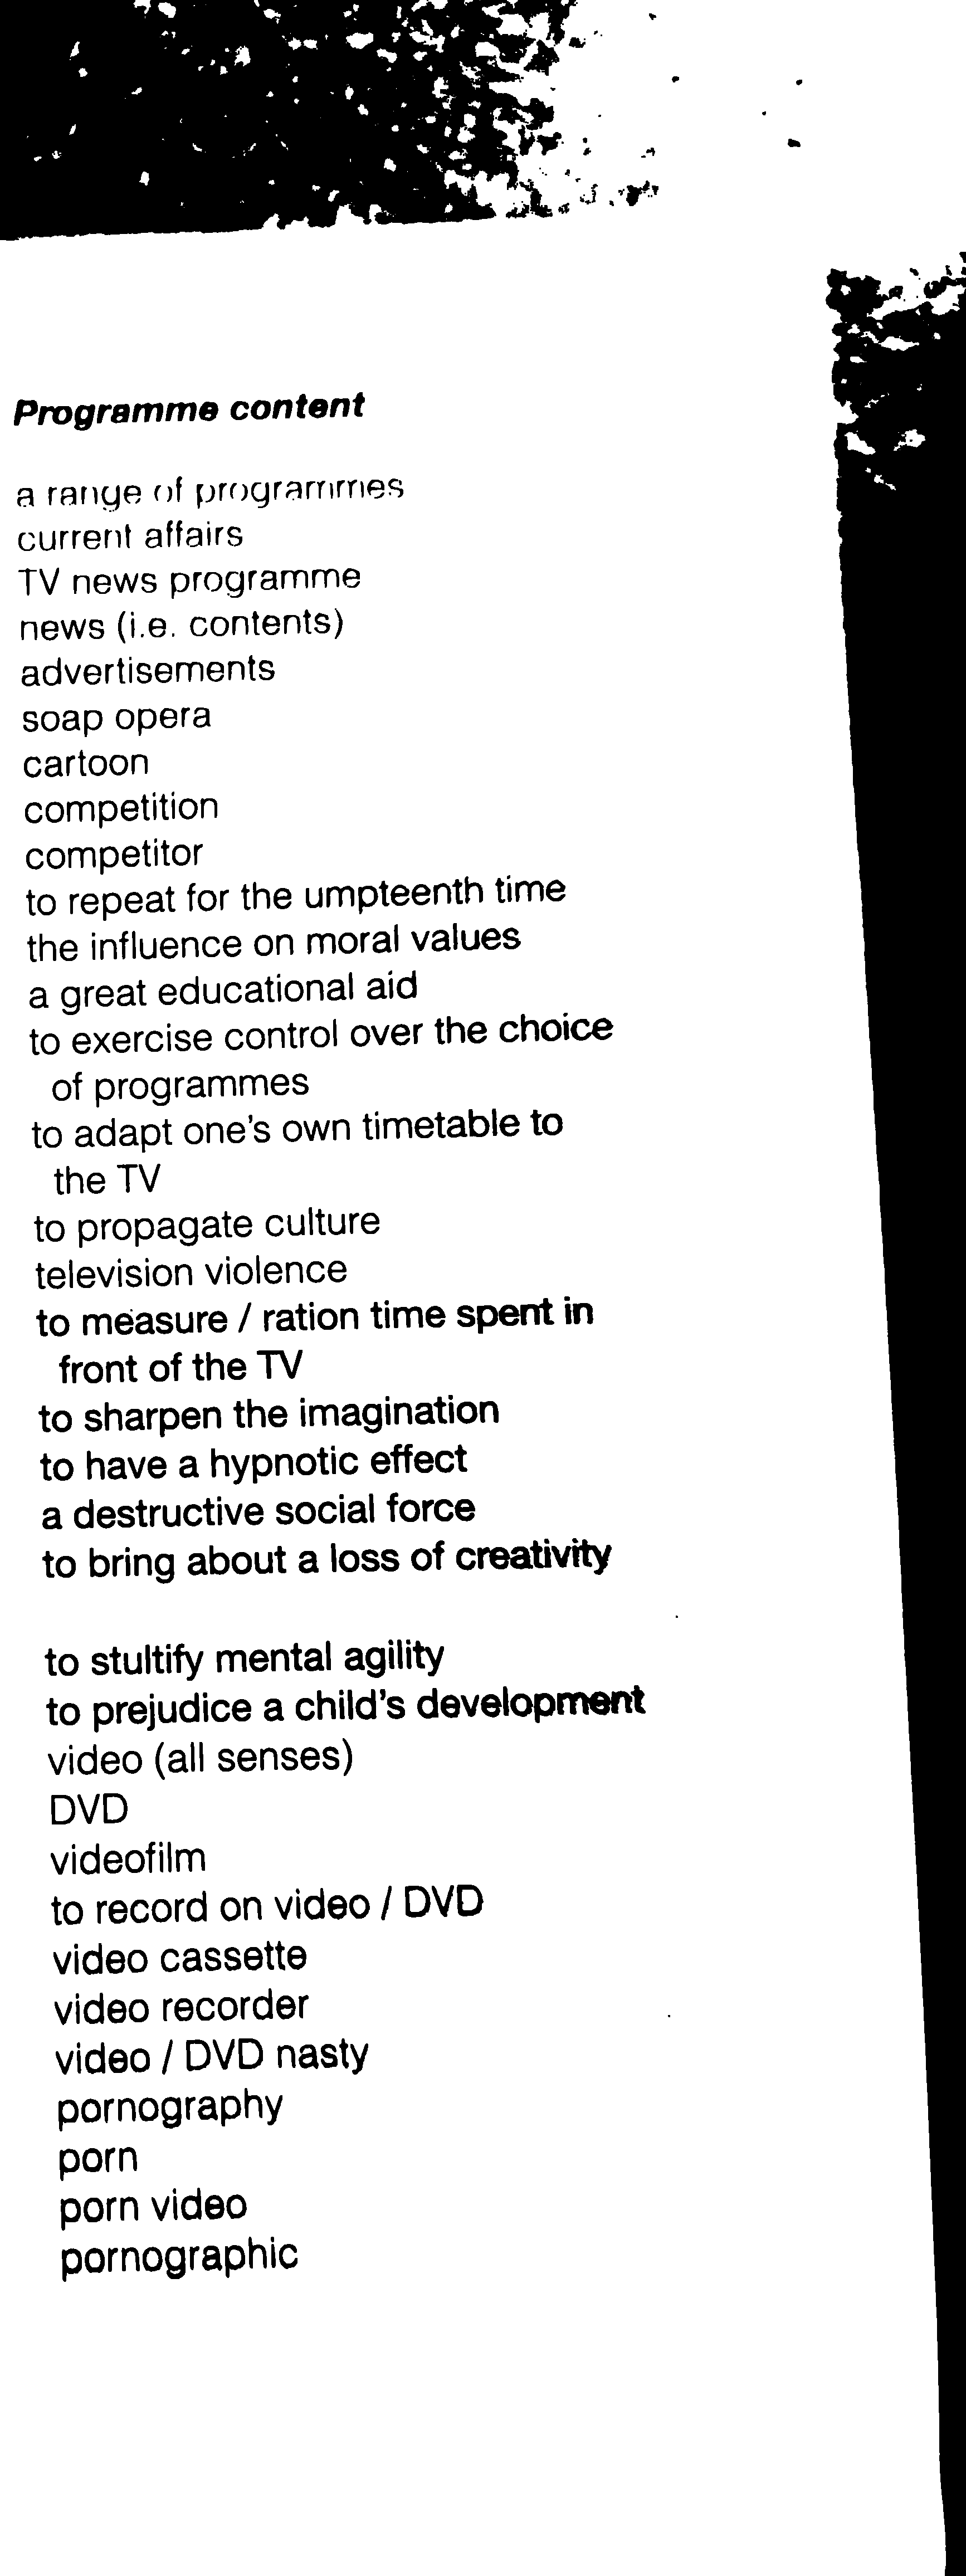 Programme content
a range of programmes
current affairs
TV news programme
news (i.e. contents)
advertisements
soap opera
cartoon
competition
competitor
to repeat for the umpteenth time
the influence on moral values
a great educational aid
to exercise control over the choice
of programmes
to adapt one's own timetable to
the TV
to propagate culture
television violence
to measure / ration time spent in
front of the TV
to sharpen the imagination
to have a hypnotic effect
a destructive social force
to bring about a loss of creativity
to stultify mental agility
to prejudice a child's development
video (all senses)
DVD
videofilm
to record on video / DVD
video cassette
video recorder
video / DVD nasty
pornography
porn
porn video
pornographic